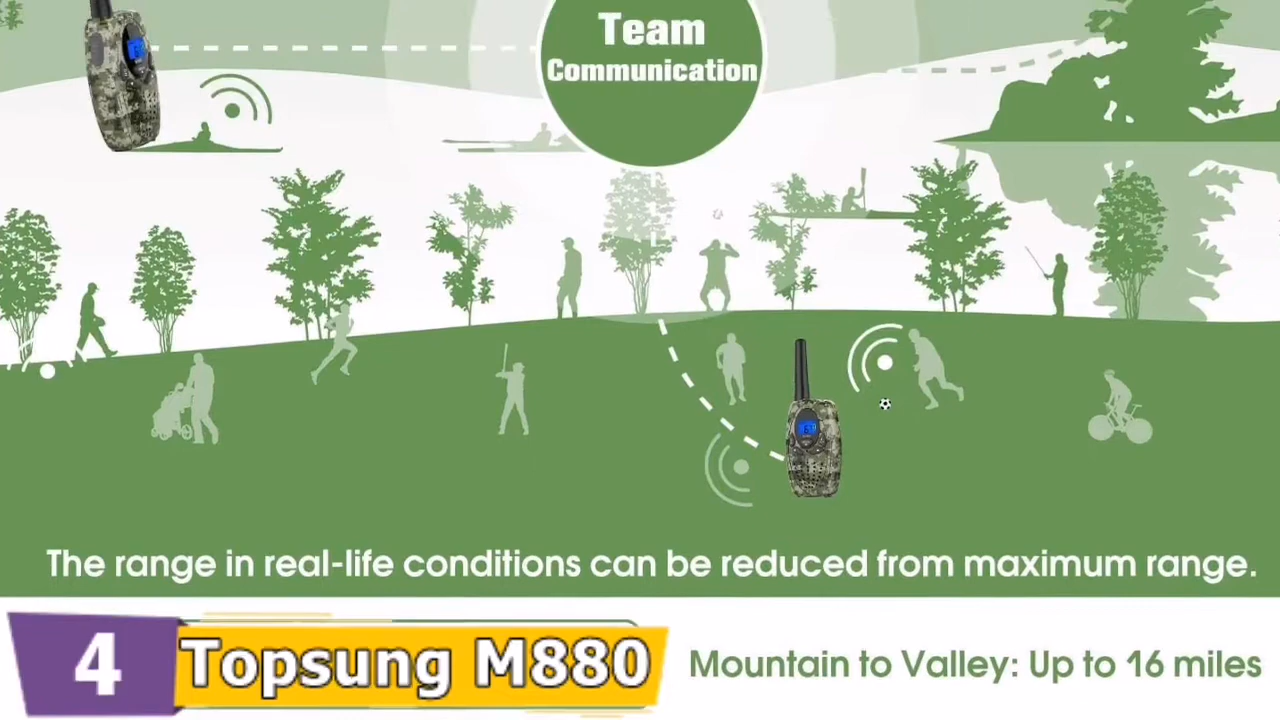 Team
Communication
The range in real-life conditions can be reduced from maximum range.
4 Topsung M880
Mountain to Valley: Up to 16 miles